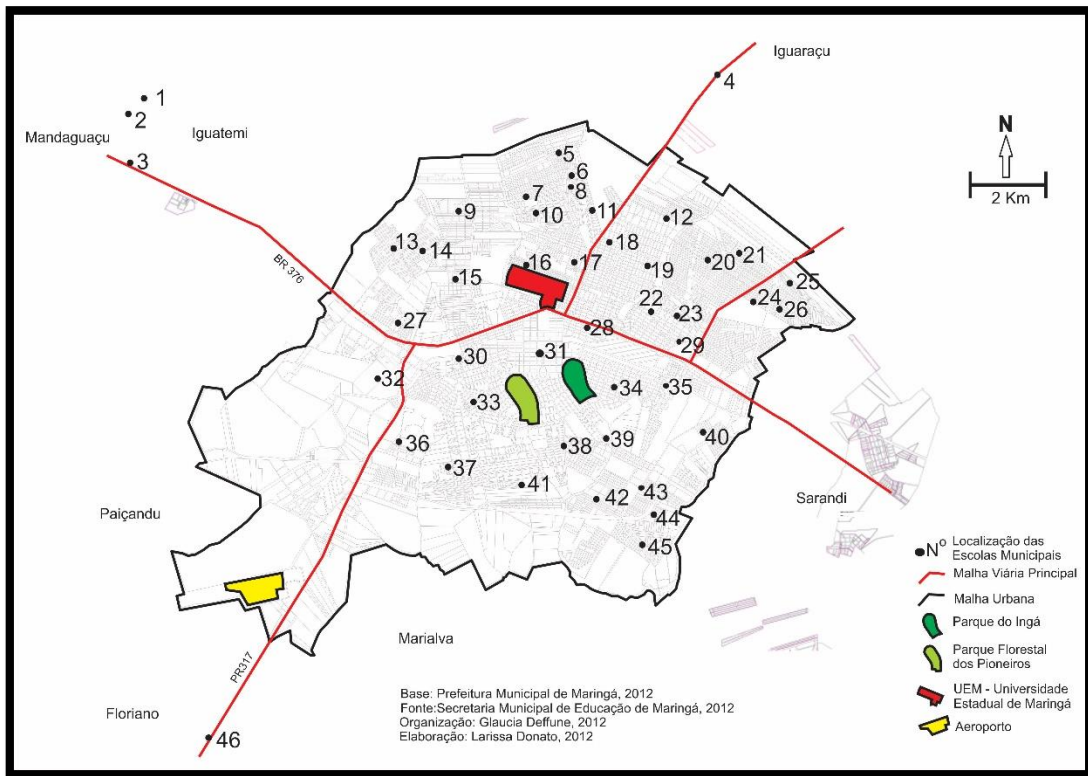 Iguaraçu
4
1
2
Mandaguaçu
Iguatemi
3
N
2 Km
5
6
7
8
9
10
11
12
13
14
15
16
17
18
19
20
21
BR 376
22
23
24
25
26
27
28
29
30
31
32
33
34
35
36
37
38
39
40
41
42
43
44
45
Sarandi
Paiçandu
Marialva
PR317
Floriano
46
Base: Prefeitura Municipal de Maringá, 2012
Fonte:Secretaria Municipal de Educação de Maringá, 2012
Organização: Glaucia Deffune, 2012
Elaboração: Larissa Donato, 2012
Nº Localização das
Escolas Municipais
Malha Viária Principal
Malha Urbana
Parque do Ingá
Parque Florestal
dos Pioneiros
UEM - Universidade
Estadual de Maringá
Aeroporto